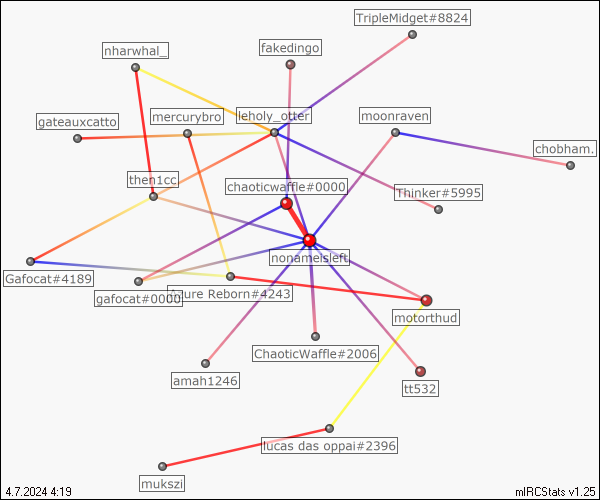 TripleMidget#8824
nharwhal_
fakedingo
gateauxcatto
mercurybro
leholy_otter
moonraven
chobham.
then1cc
chaoticwaffle#0000
Thinker#5995
nonameisleft
Gafocat#4189
gafocat#0000
Azure Reborn#4243
motorthud
ChaoticWaffle#2006
amah1246
tt532
lucas das oppai#2396
mukszi
4.7.2024 4:19
mIRCStats v1.25